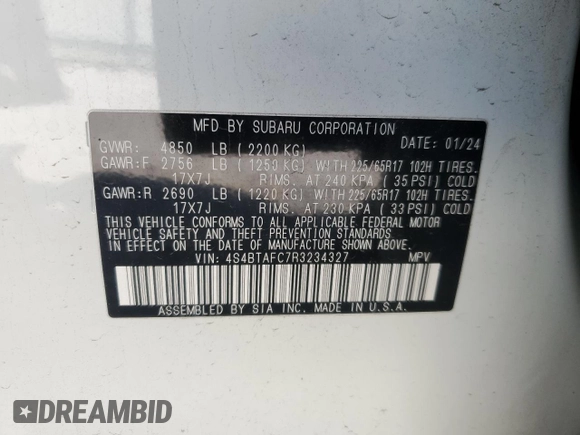 MFD BY SUBARU CORPORATION
DATE: 01/24
GVWR: 4850 LB (2200 KG)
GAWR:F 2756 LB (1250 KG) WITH 225/65R17 102H TIRES.
17X7J RIMS. AT 240 KPA (35 PSI) COLD
GAWR:R 2690 LB (1220 KG) WITH 225/65R17 102H TIRES.
17X7J RIMS. AT 230 KPA (33 PSI) COLD
THIS VEHICLE CONFORMS TO ALL APPLICABLE FEDERAL MOTOR
VEHICLE SAFETY AND BUMPER AND THEFT PREVENTION STANDARDS
IN EFFECT ON THE DATE OF MANUFACTURE SHOWN ABOVE.
VIN: 4S4BTAFC7R3234327 MPV
ASSEMBLED BY SIA INC. MADE IN U.S.A.
DREAMBID